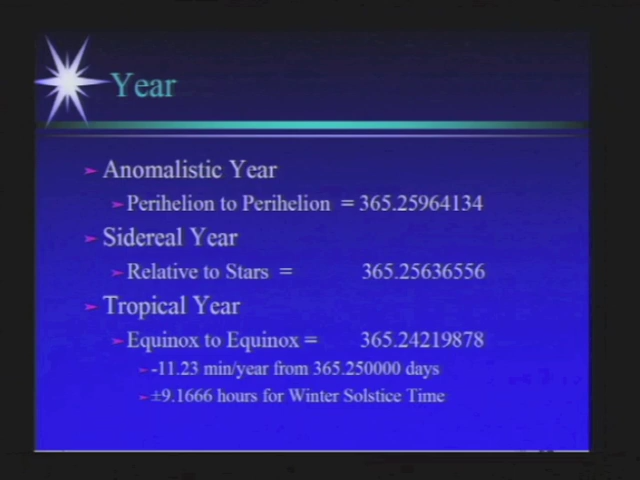 Year
Anomalistic Year
Perihelion to Perihelion = 365.25964134
Sidereal Year
Relative to Stars = 365.25636556
Tropical Year
Equinox to Equinox = 365.24219878
-11.23 min/year from 365.250000 days
±9.1666 hours for Winter Solstice Time